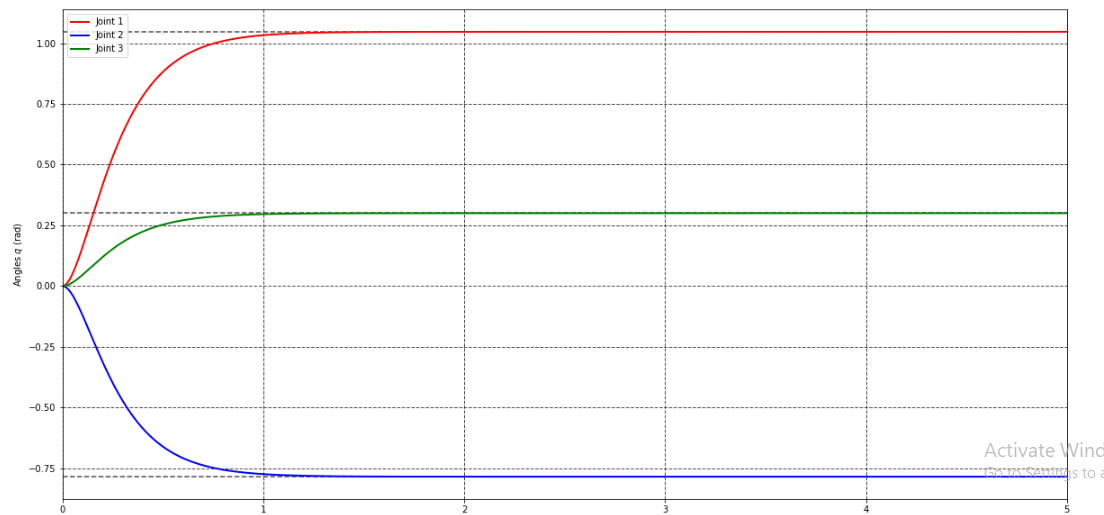 Joint 1
Joint 2
Joint 3
1.00
0.75
0.50
0.25
0.00
−0.25
−0.50
−0.75
Angles q (rad)
0 1 2 3 4 5
Activate Wind
Go to Settings to a